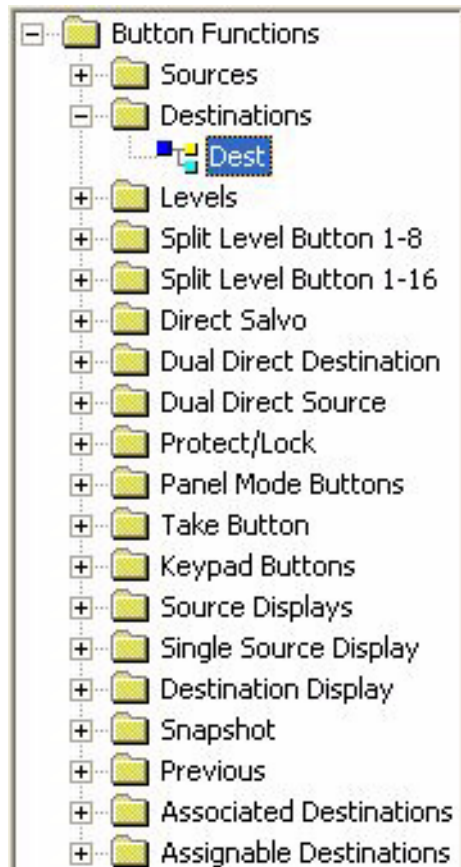 Button Functions
Sources
Destinations
Dest
Levels
Split Level Button 1-8
Split Level Button 1-16
Direct Salvo
Dual Direct Destination
Dual Direct Source
Protect/Lock
Panel Mode Buttons
Take Button
Keypad Buttons
Source Displays
Single Source Display
Destination Display
Snapshot
Previous
Associated Destinations
Assignable Destinations